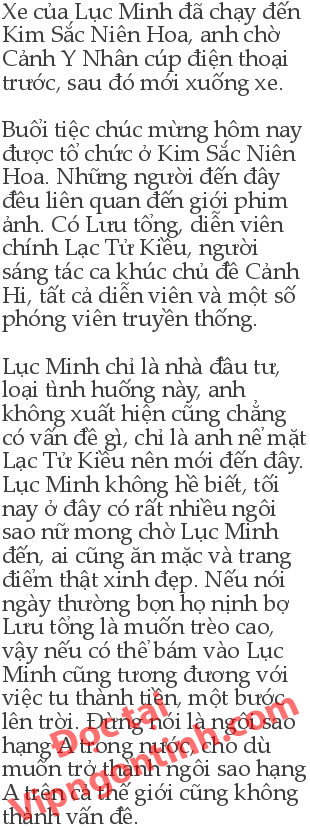 Xe của Lục Minh đã chạy đến
Kim Sắc Niên Hoa, anh chờ
Cảnh Y Nhân cúp điện thoại
trước, sau đó mới xuống xe.
Buổi tiệc chúc mừng hôm nay
được tổ chức ở Kim Sắc Niên
Hoa. Những người đến đây
đều liên quan đến giới phim
ảnh. Có Lưu tổng, diễn viên
chính Lạc Tử Kiều, người
sáng tác ca khúc chủ đề Cảnh
Hi, tất cả diễn viên và một số
phóng viên truyền thống.
Lục Minh chỉ là nhà đầu tư,
loại tình huống này, anh
không xuất hiện cũng chẳng
có vấn đề gì, chỉ là anh nể mặt
Lạc Tử Kiều nên mới đến đây.
Lục Minh không hề biết, tối
nay ở đây có rất nhiều ngôi
sao nữ mong chờ Lục Minh
đến, ai cũng ăn mặc và trang
điểm thật xinh đẹp. Nếu nói
ngày thường bọn họ nịnh bợ
Lưu tổng là muốn trèo cao,
vậy nếu có thể bám vào Lục
Minh cũng tương đương với
việc tu thành tiên, một bước
lên trời. Đừng nói là ngôi sao
hạng A trong nước, cho dù
muốn trở thành ngôi sao hạng
A trên cả thế giới cũng không
thành vấn đề.
Đọc tại
Vipngontinh.com